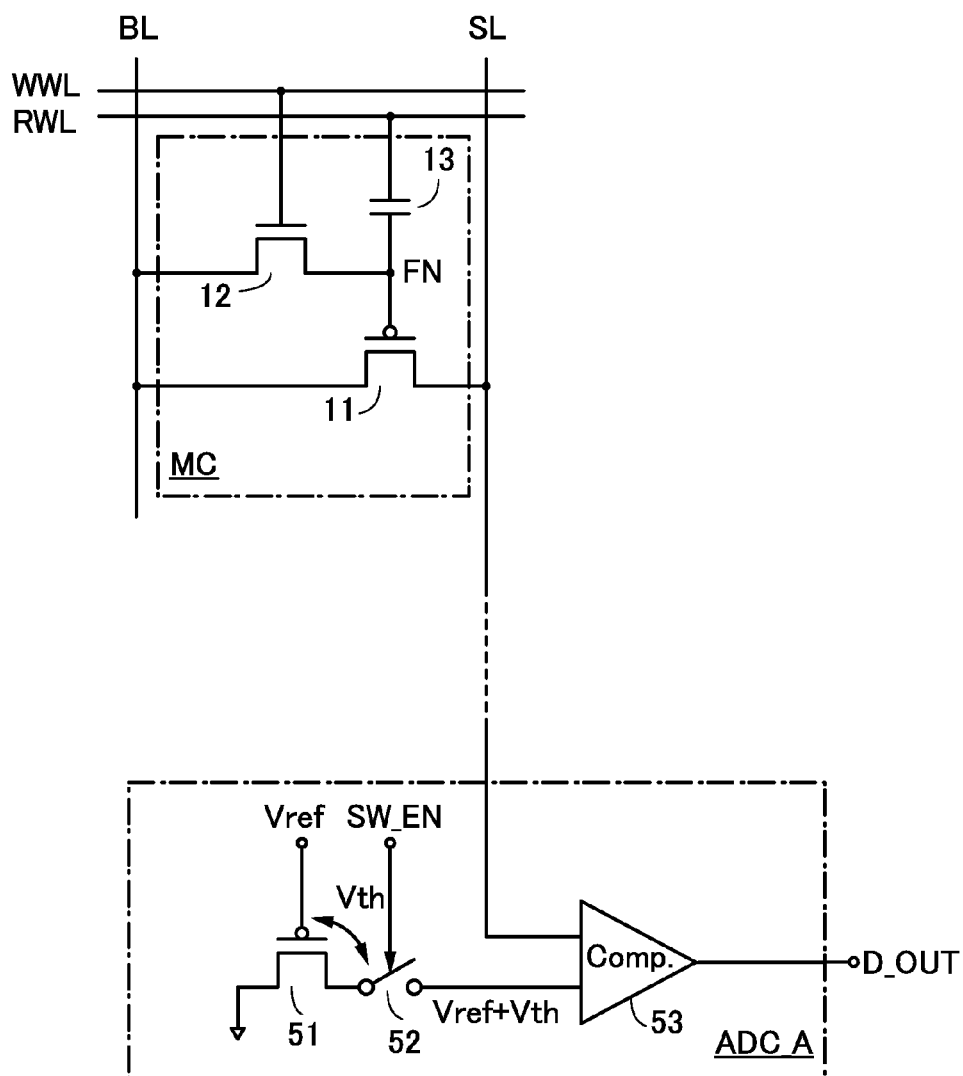 BL SL
WWL
RWL
13
FN
12
11
MC
Vref SW_EN
Vth
Comp.
D_OUT
Vref+Vth
51 52 53
ADC_A